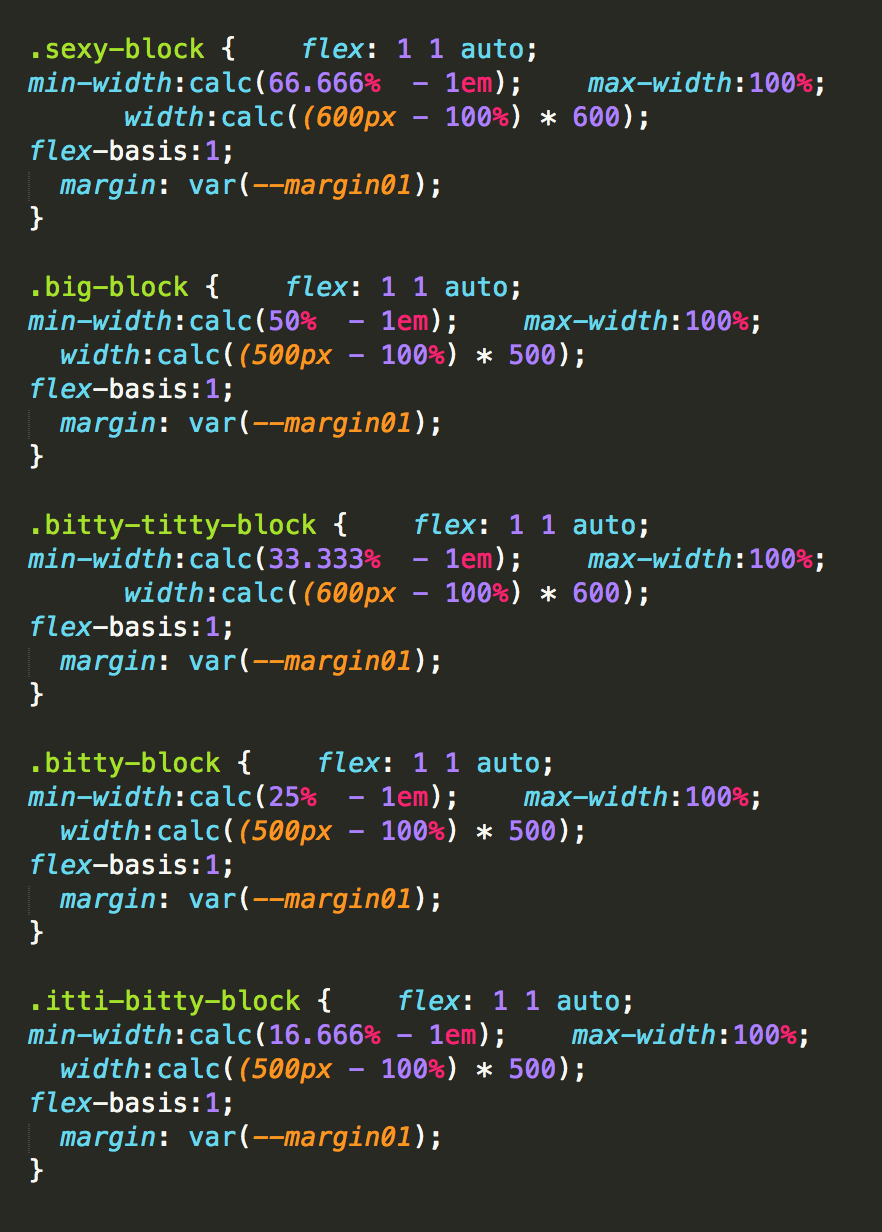 .sexy-block {    flex: 1 1 auto;
min-width:calc(66.666%  - 1em);    max-width:100%;
      width:calc((600px - 100%) * 600);
flex-basis:1;
  margin: var(--margin01);
}

.big-block {    flex: 1 1 auto;
min-width:calc(50%  - 1em);    max-width:100%;
  width:calc((500px - 100%) * 500);
flex-basis:1;
  margin: var(--margin01);
}

.bitty-titty-block {    flex: 1 1 auto;
min-width:calc(33.333%  - 1em);    max-width:100%;
      width:calc((600px - 100%) * 600);
flex-basis:1;
  margin: var(--margin01);
}

.bitty-block {    flex: 1 1 auto;
min-width:calc(25%  - 1em);    max-width:100%;
  width:calc((500px - 100%) * 500);
flex-basis:1;
  margin: var(--margin01);
}

.itti-bitty-block {    flex: 1 1 auto;
min-width:calc(16.666% - 1em);    max-width:100%;
  width:calc((500px - 100%) * 500);
flex-basis:1;
  margin: var(--margin01);
}